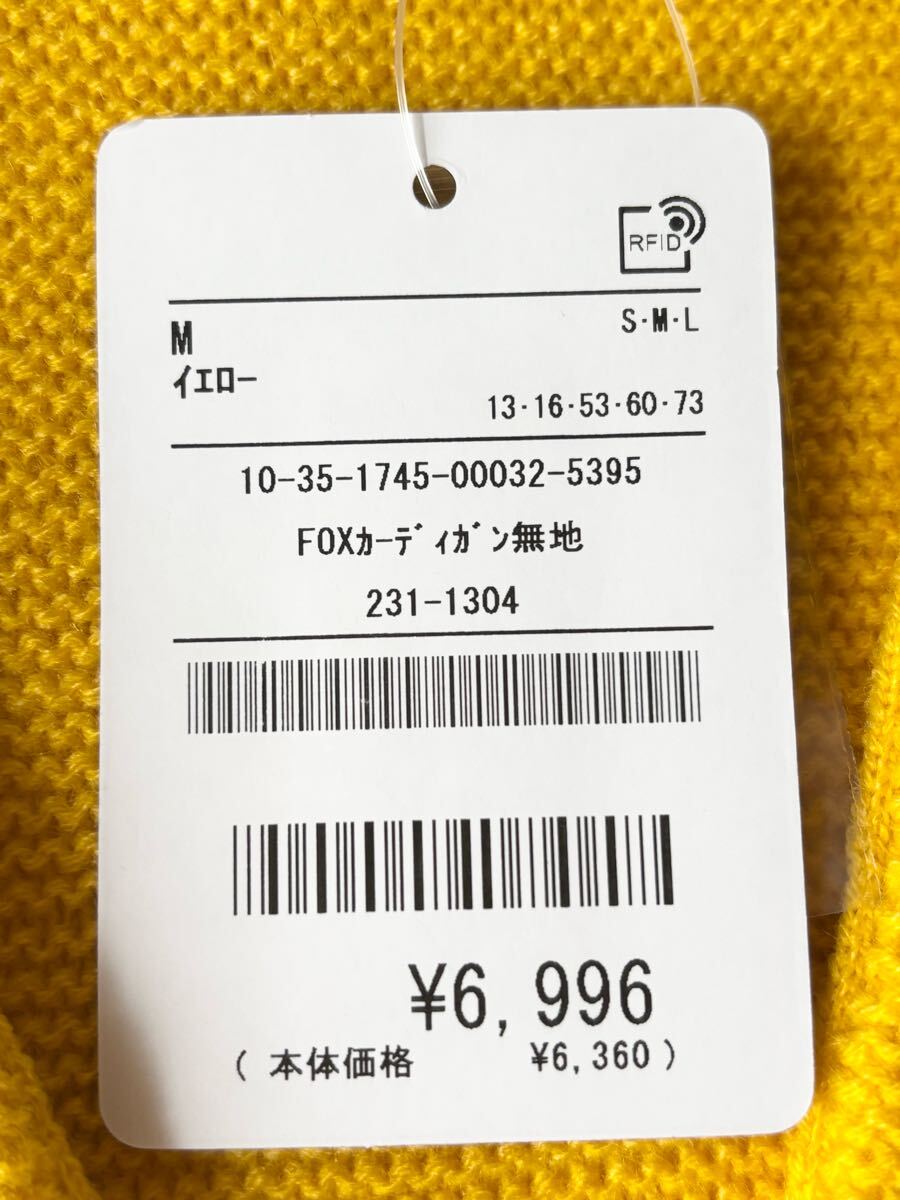 RFID
M
S·M·L
ｲｴﾛｰ
13·16·53·60·73
10-35-1745-00032-5395
FOXｶｰﾃﾞｨｶﾞﾝ無地
231-1304
¥6,996
(本体価格 ¥6,360)